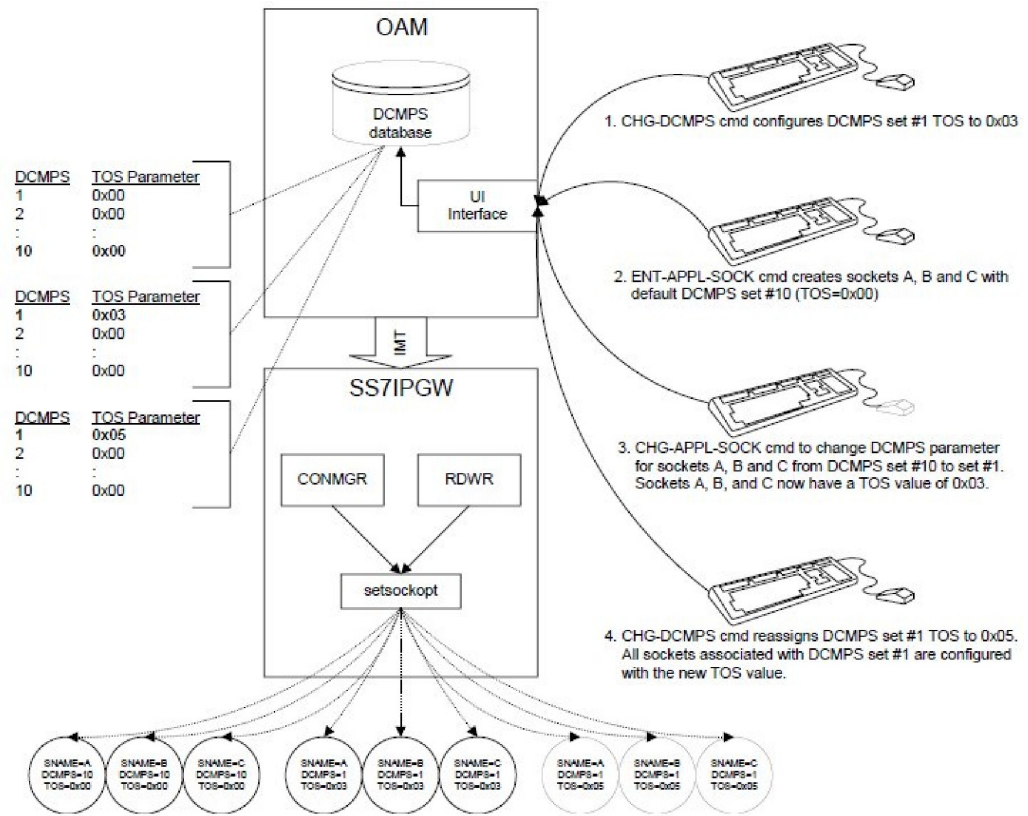 OAM
DCMPS
database
UI
Interface
DCMPS TOS Parameter
1 0x00
2 0x00
: :
10 0x00
DCMPS TOS Parameter
1 0x03
2 0x00
: :
10 0x00
DCMPS TOS Parameter
1 0x05
2 0x00
: :
10 0x00
1. CHG-DCMPS cmd configures DCMPS set #1 TOS to 0x03
2. ENT-APPL-SOCK cmd creates sockets A, B and C with
default DCMPS set #10 (TOS=0x00)
3. CHG-APPL-SOCK cmd to change DCMPS parameter
for sockets A, B and C from DCMPS set #10 to set #1.
Sockets A, B, and C now have a TOS value of 0x03.
4. CHG-DCMPS cmd reassigns DCMPS set #1 TOS to 0x05.
All sockets associated with DCMPS set #1 are configured
with the new TOS value.
IMT
SS7IPGW
CONMGR
RDWR
setsockopt
SNAME=A
DCMPS=10
TOS=0x00
SNAME=B
DCMPS=10
TOS=0x00
SNAME=C
DCMPS=10
TOS=0x00
SNAME=A
DCMPS=1
TOS=0x03
SNAME=B
DCMPS=1
TOS=0x03
SNAME=C
DCMPS=1
TOS=0x03
SNAME=A
DCMPS=1
TOS=0x05
SNAME=B
DCMPS=1
TOS=0x05
SNAME=C
DCMPS=1
TOS=0x05